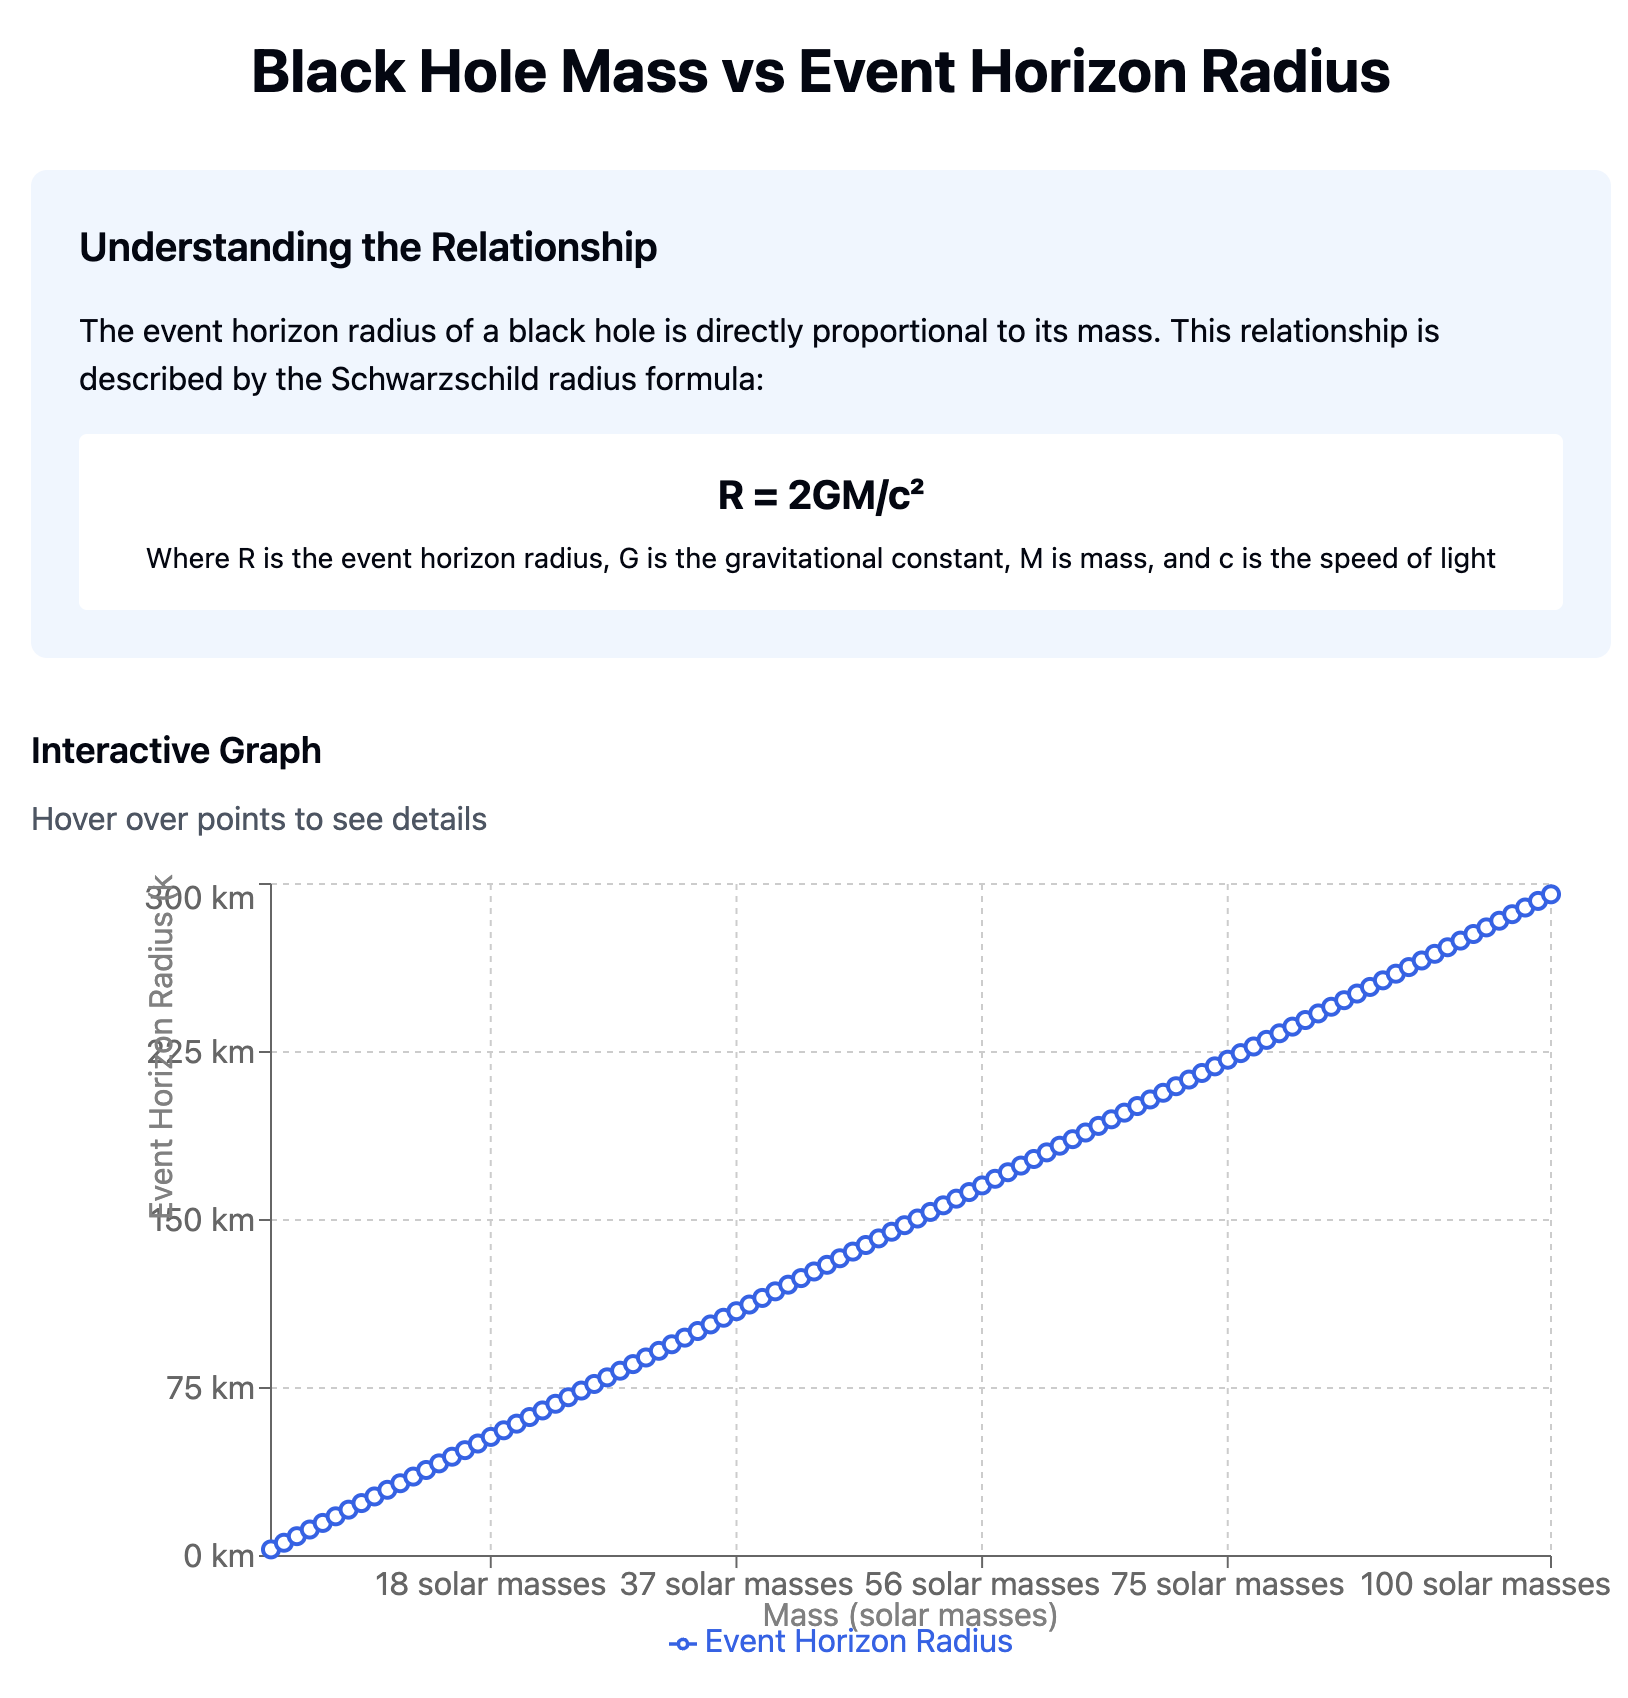 Black Hole Mass vs Event Horizon Radius
Understanding the Relationship
The event horizon radius of a black hole is directly proportional to its mass. This relationship is
described by the Schwarzschild radius formula:
R = 2GM/c²
Where R is the event horizon radius, G is the gravitational constant, M is mass, and c is the speed of light
Interactive Graph
Hover over points to see details
Event Horizon Radius (k
300 km
225 km
150 km
75 km
0 km
18 solar masses 37 solar masses 56 solar masses 75 solar masses 100 solar masses
Mass (solar masses)
Event Horizon Radius